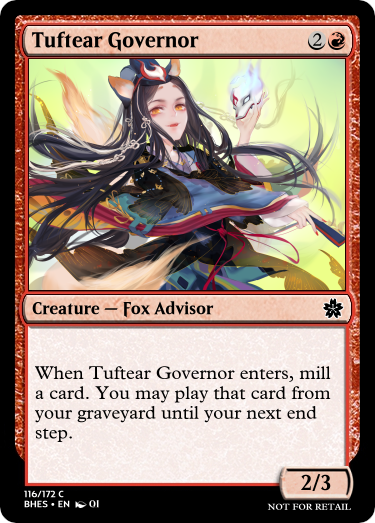 Tuftear Governor 2
Creature — Fox Advisor
When Tuftear Governor enters, mill
a card. You may play that card from
your graveyard until your next end
step.
2/3
116/172 C
BHES • EN OI
NOT FOR RETAIL